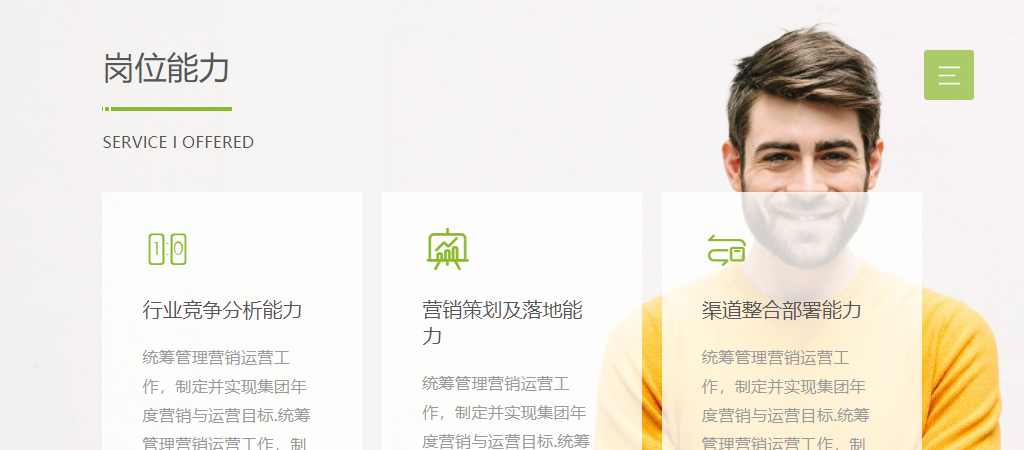 岗位能力
SERVICE I OFFERED
1:0
行业竞争分析能力
统筹管理营销运营工
作，制定并实现集团年
度营销与运营目标.统筹
管理营销运营工作，制
营销策划及落地能
力
统筹管理营销运营工
作，制定并实现集团年
度营销与运营目标.统筹
渠道整合部署能力
统筹管理营销运营工
作，制定并实现集团年
度营销与运营目标.统筹
管理营销运营工作，制